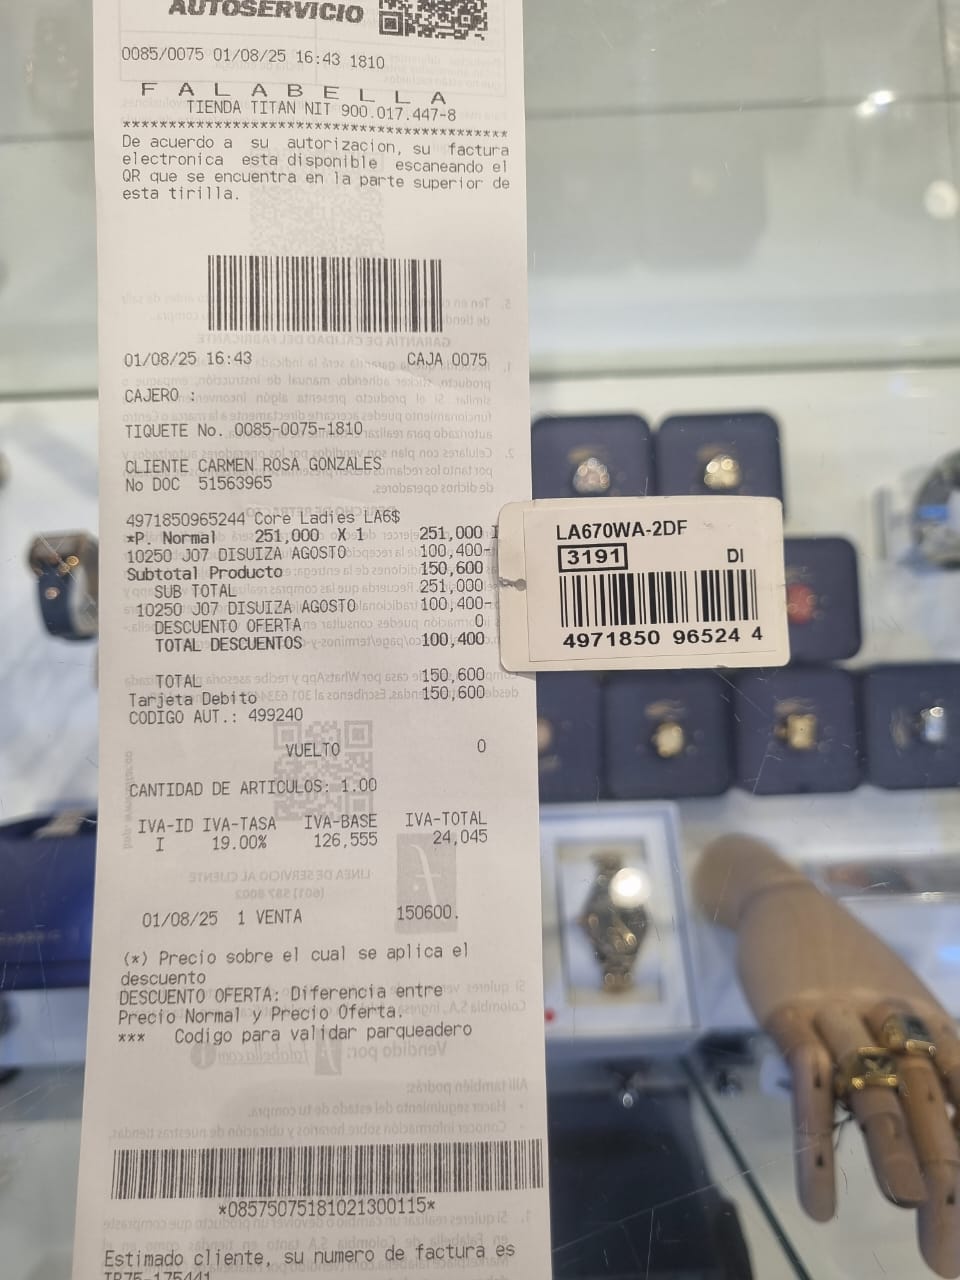 AUTOSERVICIO
0085/0075 01/08/25 16:43 1810
F A L A B E L L A
TIENDA TITAN NIT 900.017.447-8
******************************************
De acuerdo a su autorizacion, su factura
electronica esta disponible escaneando el
QR que se encuentra en la parte superior de
esta tirilla.
01/08/25 16:43 CAJA 0075
CAJERO :
TIQUETE No. 0085-0075-1810
CLIENTE CARMEN ROSA GONZALES
No DOC 51563965
4971850965244 Core Ladies LA6$
*P. Normal 251,000 X 1 251,000 I
10250 J07 DISUIZA AGOSTO 100,400-
Subtotal Producto 150,600
SUB TOTAL 251,000
10250 J07 DISUIZA AGOSTO 100,400-
DESCUENTO OFERTA 0
TOTAL DESCUENTOS 100,400
TOTAL 150,600
Tarjeta Debito 150,600
CODIGO AUT.: 499240
VUELTO 0
CANTIDAD DE ARTICULOS: 1.00
IVA-ID IVA-TASA IVA-BASE IVA-TOTAL
I 19.00% 126,555 24,045
01/08/25 1 VENTA 150600.
(*) Precio sobre el cual se aplica el
descuento
DESCUENTO OFERTA: Diferencia entre
Precio Normal y Precio Oferta.
*** Codigo para validar parqueadero
*08575075181021300115*
Estimado cliente, su numero de factura es
LA670WA-2DF
3191 DI
4971850 96524 4